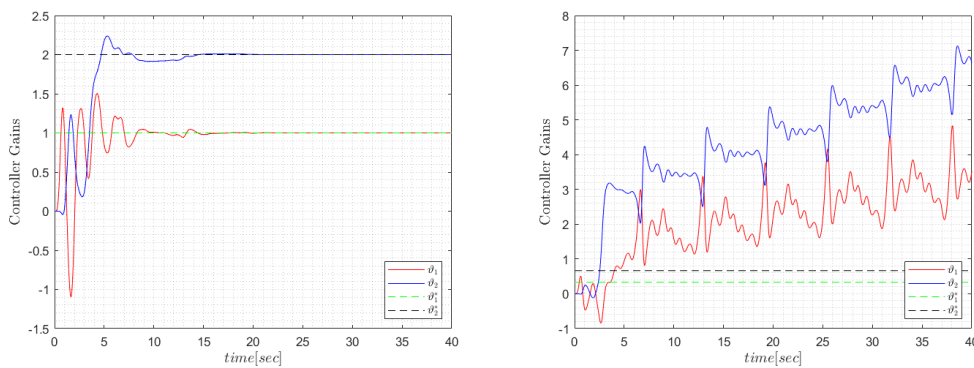 2.5
2
1.5
1
0.5
0
-0.5
-1
-1.5
Controller Gains
0 5 10 15 20 25 30 35 40
time[sec]
ϑ₁
ϑ₂
ϑ₁*
ϑ₂*
8
7
6
5
4
3
2
1
0
-1
Controller Gains
0 5 10 15 20 25 30 35 40
time[sec]
ϑ₁
ϑ₂
ϑ₁*
ϑ₂*